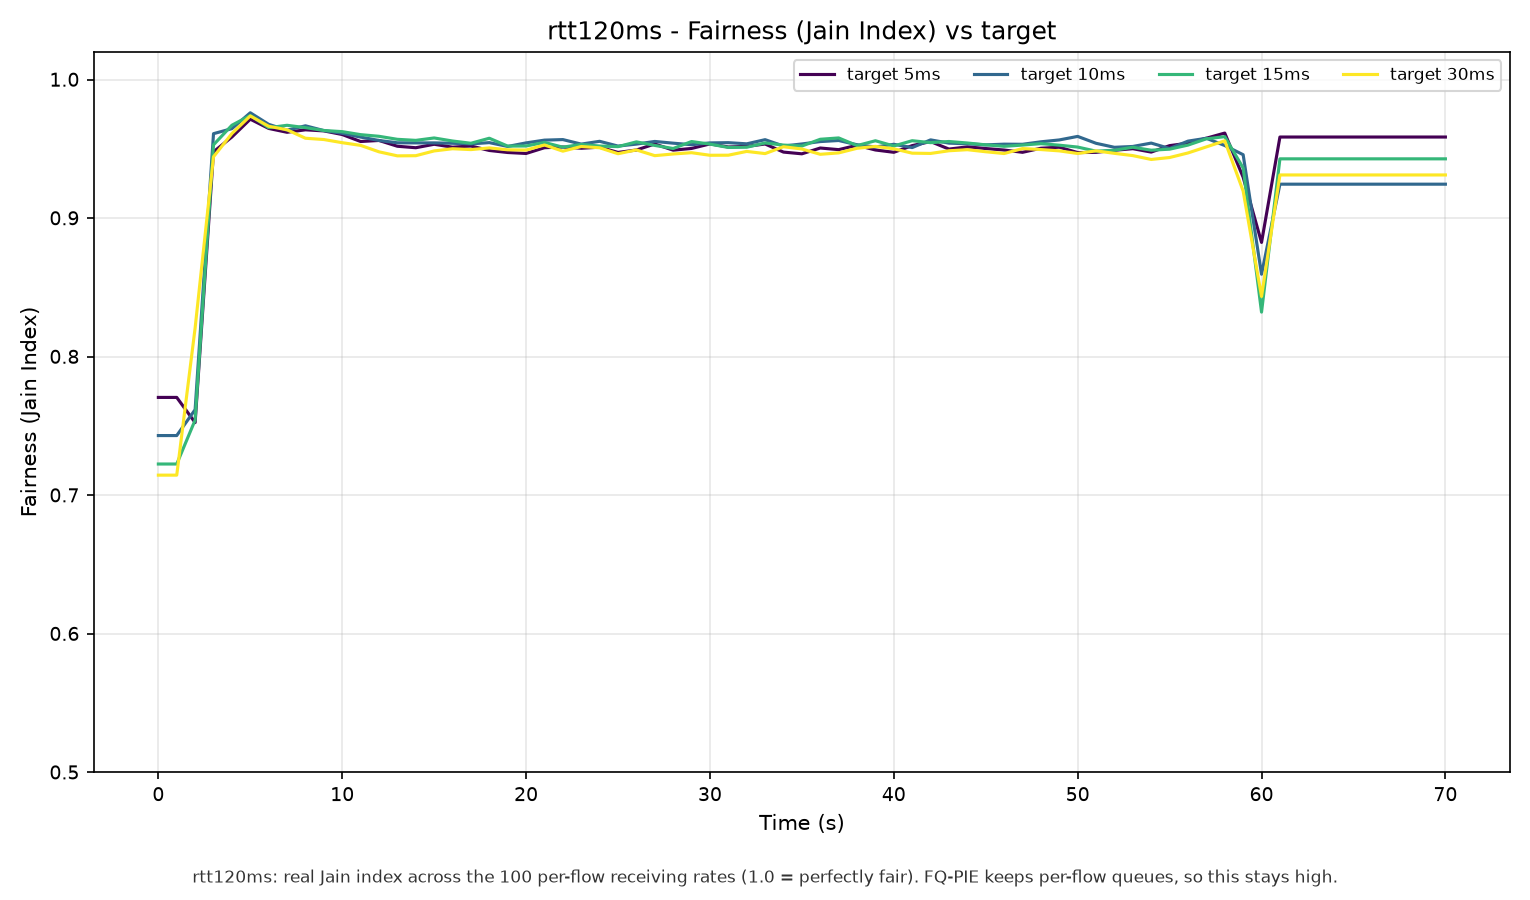 rtt120ms - Fairness (Jain Index) vs target
target 5ms
target 10ms
target 15ms
target 30ms
Fairness (Jain Index)
1.0
0.9
0.8
0.7
0.6
0.5
0 10 20 30 40 50 60 70
Time (s)
rtt120ms: real Jain index across the 100 per-flow receiving rates (1.0 = perfectly fair). FQ-PIE keeps per-flow queues, so this stays high.